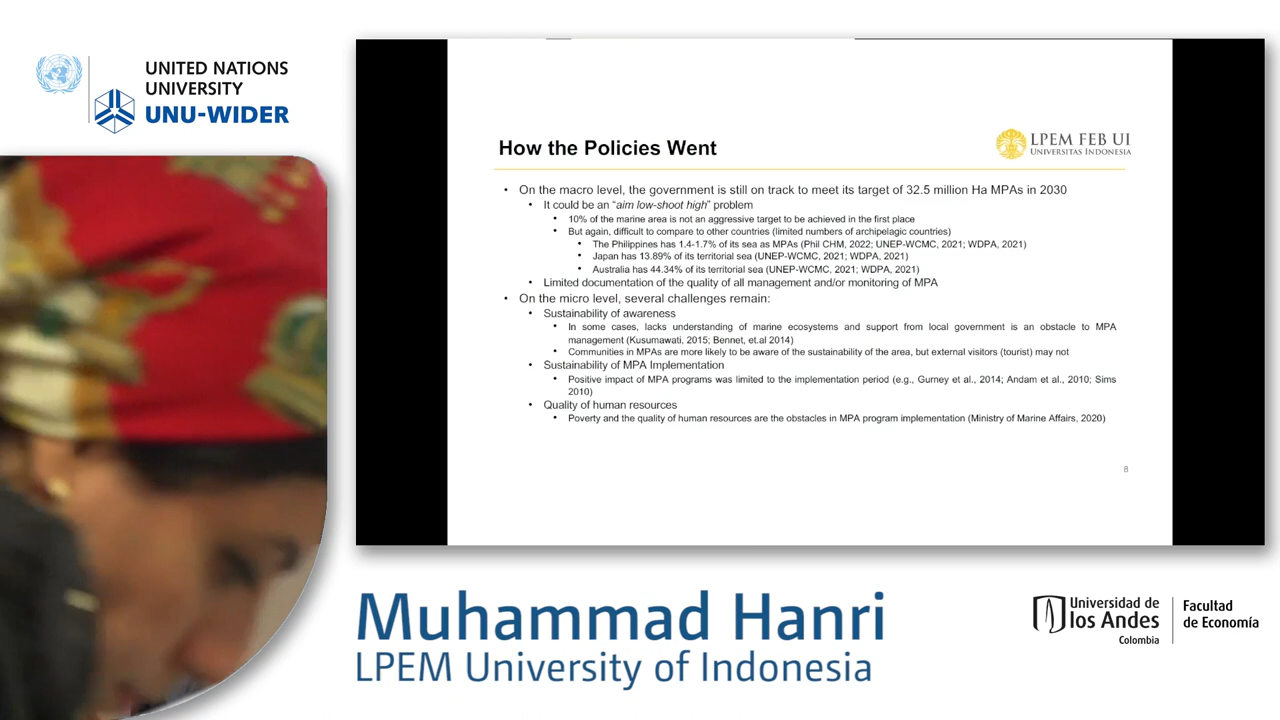 UNITED NATIONS
UNIVERSITY
UNU-WIDER
How the Policies Went
LPEM FEB UI
UNIVERSITAS INDONESIA
• On the macro level, the government is still on track to meet its target of 32.5 million Ha MPAs in 2030
• It could be an “aim low-shoot high” problem
• 10% of the marine area is not an aggressive target to be achieved in the first place
• But again, difficult to compare to other countries (limited numbers of archipelagic countries)
• The Philippines has 1.4-1.7% of its sea as MPAs (Phil CHM, 2022; UNEP-WCMC, 2021; WDPA, 2021)
• Japan has 13.89% of its territorial sea (UNEP-WCMC, 2021; WDPA, 2021)
• Australia has 44.34% of its territorial sea (UNEP-WCMC, 2021; WDPA, 2021)
• Limited documentation of the quality of all management and/or monitoring of MPA
• On the micro level, several challenges remain:
• Sustainability of awareness
• In some cases, lacks understanding of marine ecosystems and support from local government is an obstacle to MPA
management (Kusumawati, 2015; Bennet, et.al 2014)
• Communities in MPAs are more likely to be aware of the sustainability of the area, but external visitors (tourist) may not
• Sustainability of MPA Implementation
• Positive impact of MPA programs was limited to the implementation period (e.g., Gurney et al., 2014; Andam et al., 2010; Sims
2010)
• Quality of human resources
• Poverty and the quality of human resources are the obstacles in MPA program implementation (Ministry of Marine Affairs, 2020)
8
Muhammad Hanri
LPEM University of Indonesia
Universidad de
los Andes
Colombia
Facultad
de Economía